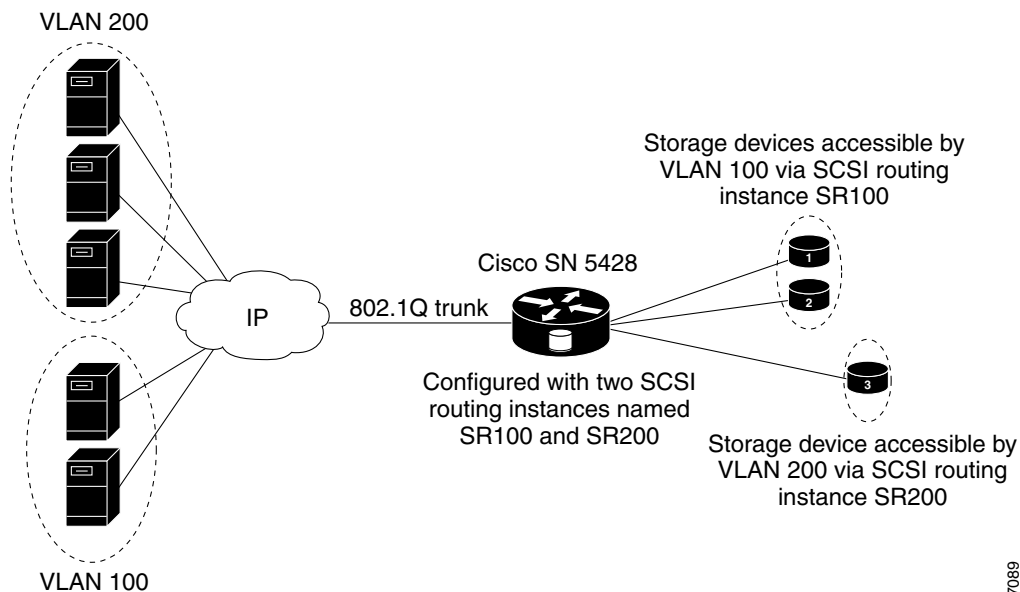 VLAN 200
Storage devices accessible by
VLAN 100 via SCSI routing
instance SR100
1
2
Cisco SN 5428
IP
802.1Q trunk
Configured with two SCSI
routing instances named
SR100 and SR200
3
Storage device accessible by
VLAN 200 via SCSI routing
instance SR200
VLAN 100
7089